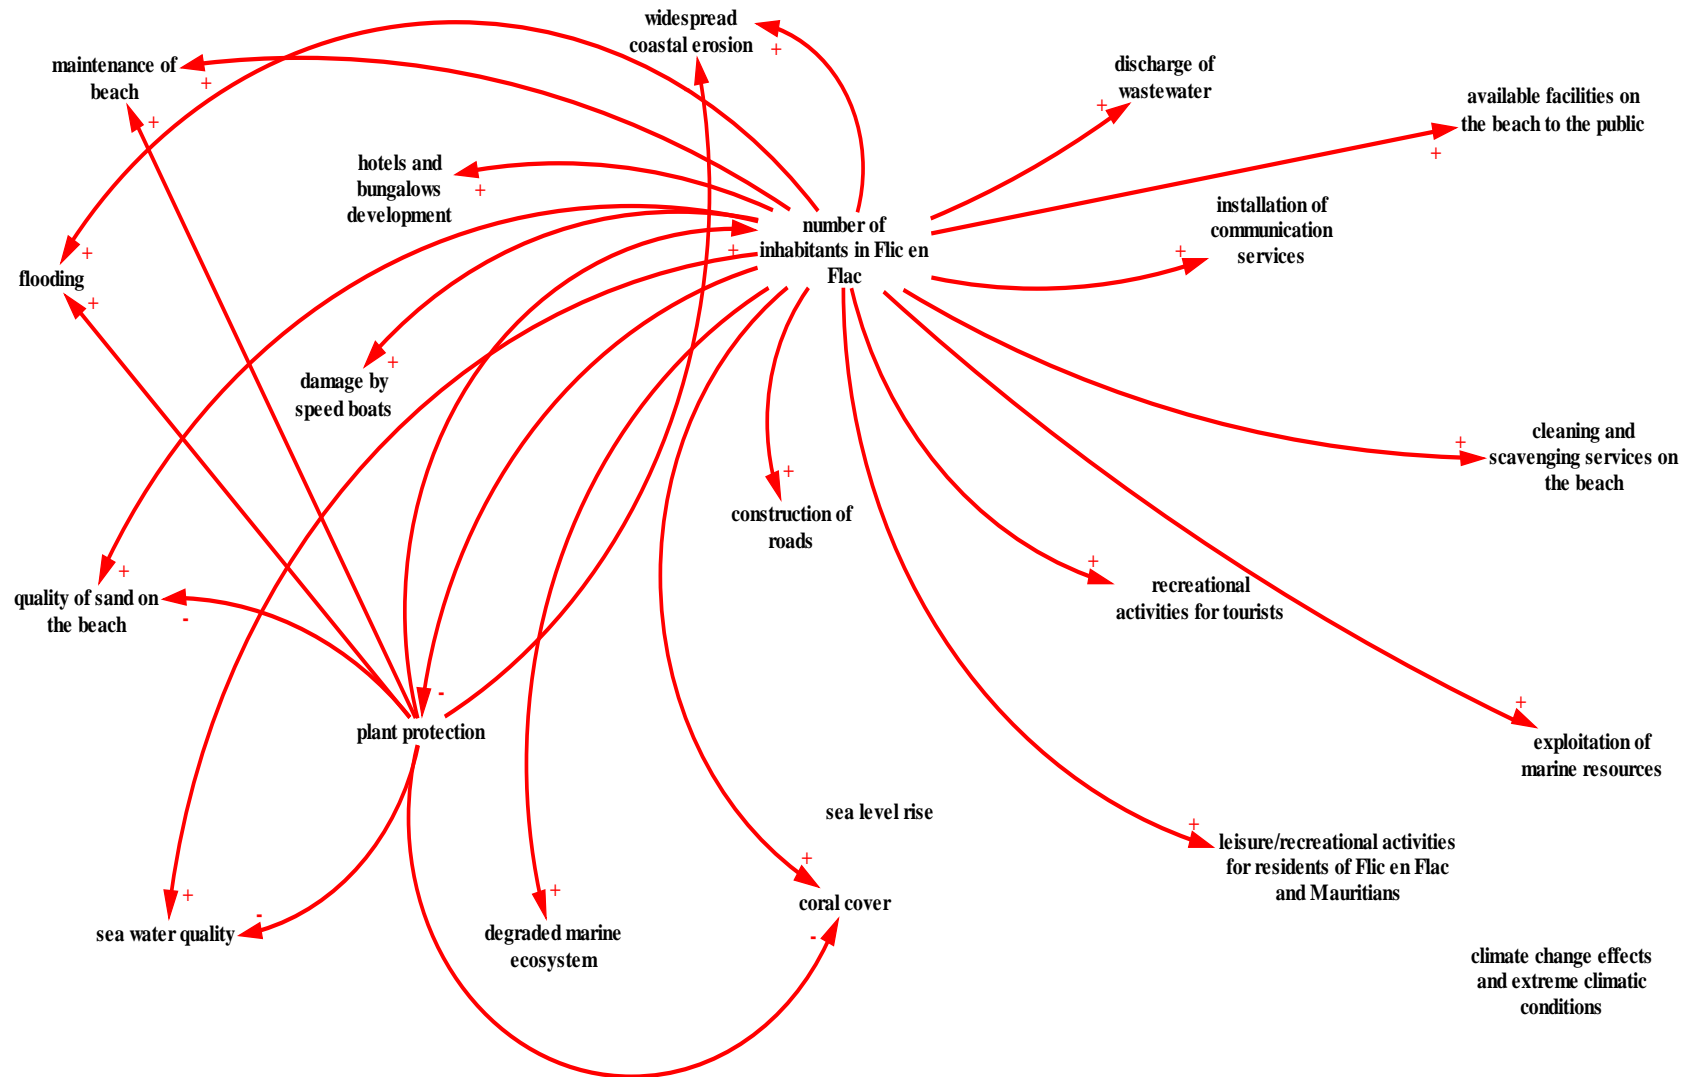 widespread
coastal erosion
+
maintenance of
beach
+
+
discharge of
wastewater
+
available facilities on
the beach to the public
+
hotels and
bungalows
development
+
number of
inhabitants in Flic en
Flac
+
installation of
communication
services
+
flooding
+
+
damage by
speed boats
+
cleaning and
scavenging services on
the beach
+
construction of
roads
+
quality of sand on
the beach
+
-
recreational
activities for tourists
+
plant protection
-
exploitation of
marine resources
+
sea level rise
leisure/recreational activities
for residents of Flic en Flac
and Mauritians
+
sea water quality
+
-
degraded marine
ecosystem
+
coral cover
+
-
climate change effects
and extreme climatic
conditions